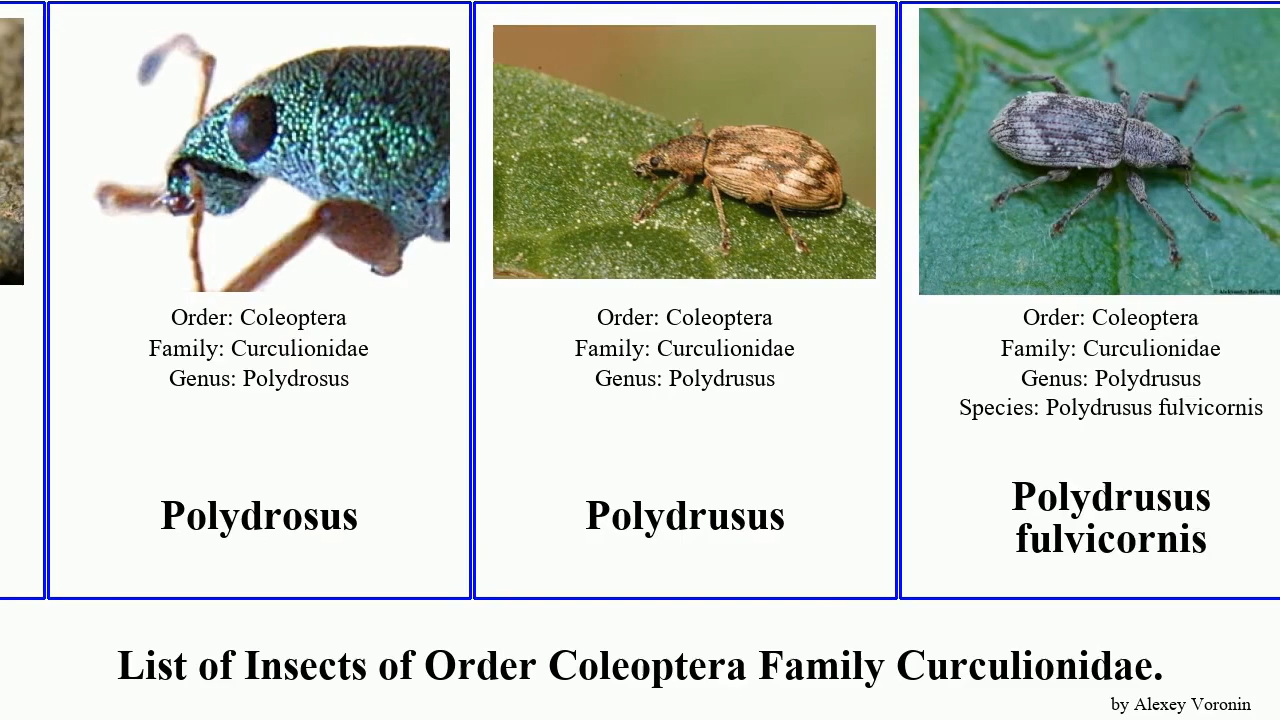 Order: Coleoptera
Family: Curculionidae
Genus: Polydrosus
Polydrosus
Order: Coleoptera
Family: Curculionidae
Genus: Polydrusus
Polydrusus
Order: Coleoptera
Family: Curculionidae
Genus: Polydrusus
Species: Polydrusus fulvicornis
Polydrusus
fulvicornis
List of Insects of Order Coleoptera Family Curculionidae.
by Alexey Voronin